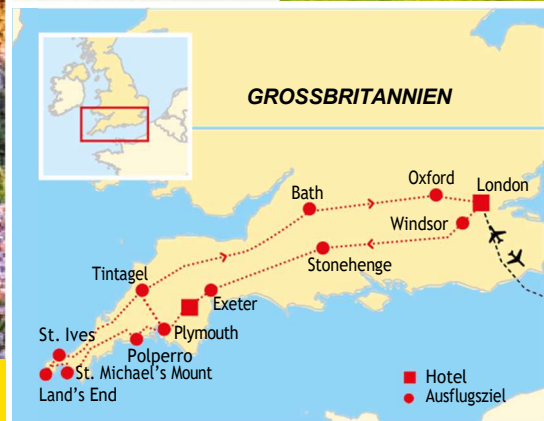 GROSSBRITANNIEN
Oxford
London
Bath
Windsor
Stonehenge
Tintagel
Exeter
St. Ives
Plymouth
Polperro
St. Michael's Mount
Land's End
Hotel
Ausflugsziel